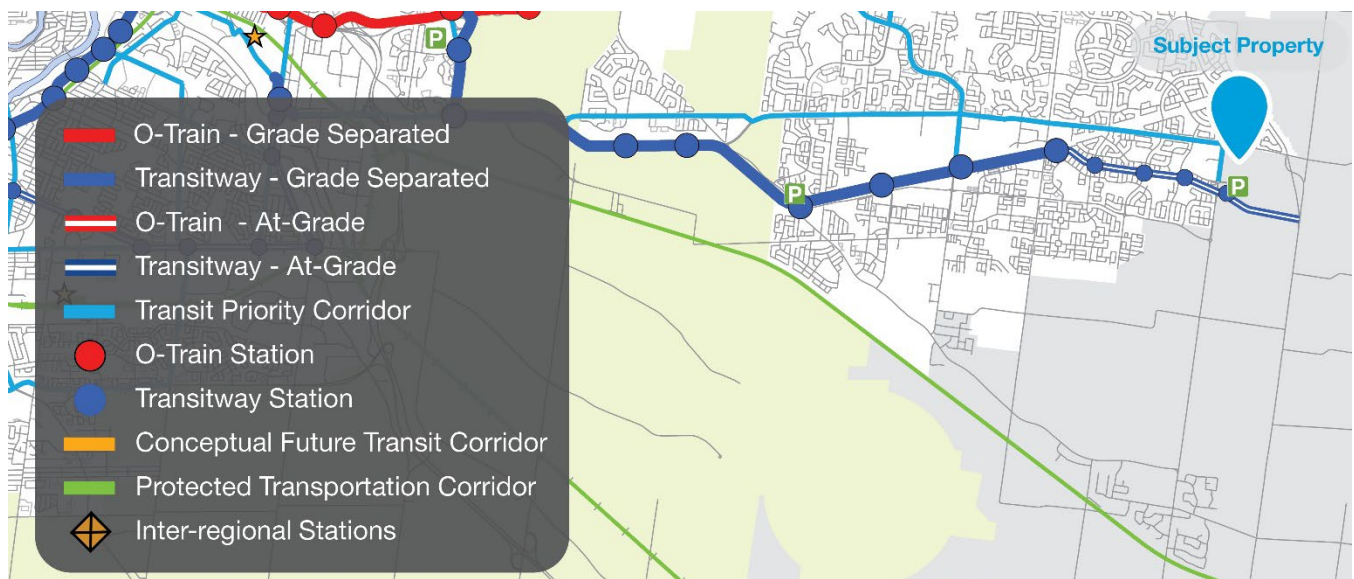 Subject Property
P
O-Train - Grade Separated
Transitway - Grade Separated
O-Train - At-Grade
Transitway - At-Grade
Transit Priority Corridor
O-Train Station
Transitway Station
Conceptual Future Transit Corridor
Protected Transportation Corridor
Inter-regional Stations
P
P